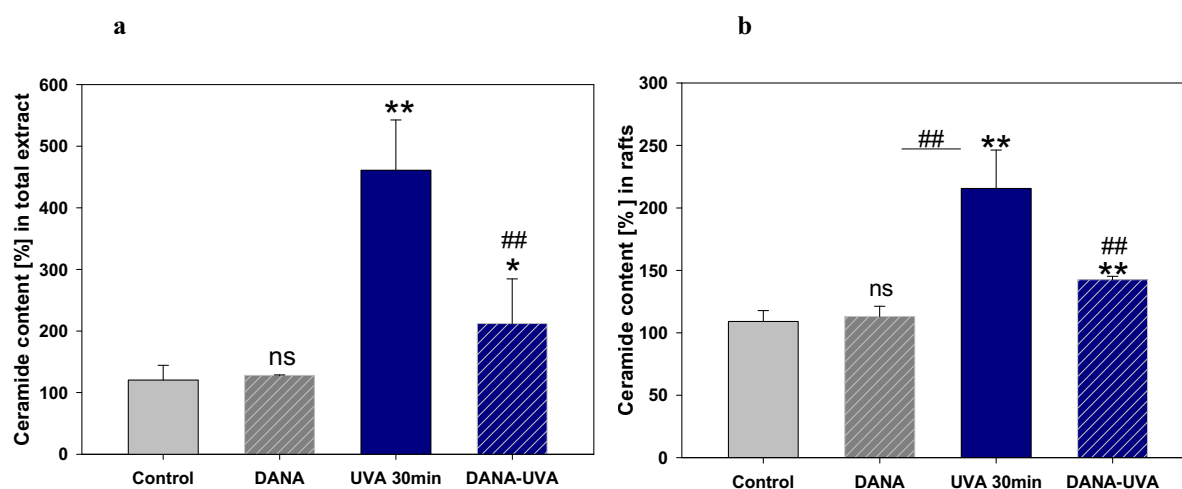 a
Ceramide content [%] in total extract
600
500
400
300
200
100
0
ns
**
##
*
Control
DANA
UVA 30min
DANA-UVA
b
Ceramide content [% ] in rafts
300
250
200
150
100
50
0
ns
##
**
##
**
Control
DANA
UVA 30min
DANA-UVA